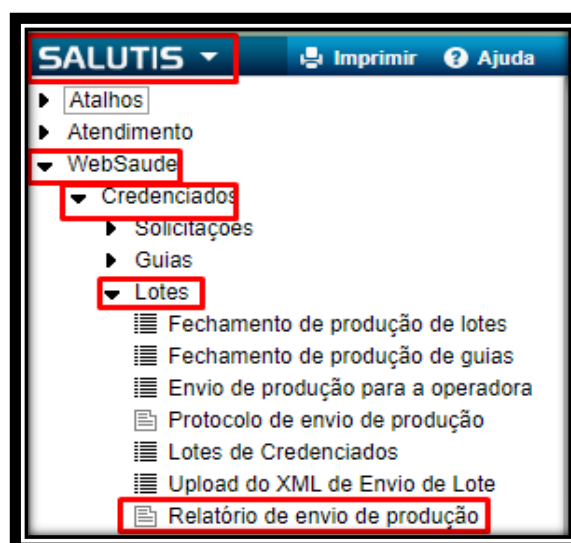 SALUTIS Imprimir Ajuda
Atalhos
Atendimento
WebSaude
Credenciados
Solicitações
Guias
Lotes
Fechamento de produção de lotes
Fechamento de produção de guias
Envio de produção para a operadora
Protocolo de envio de produção
Lotes de Credenciados
Upload do XML de Envio de Lote
Relatório de envio de produção